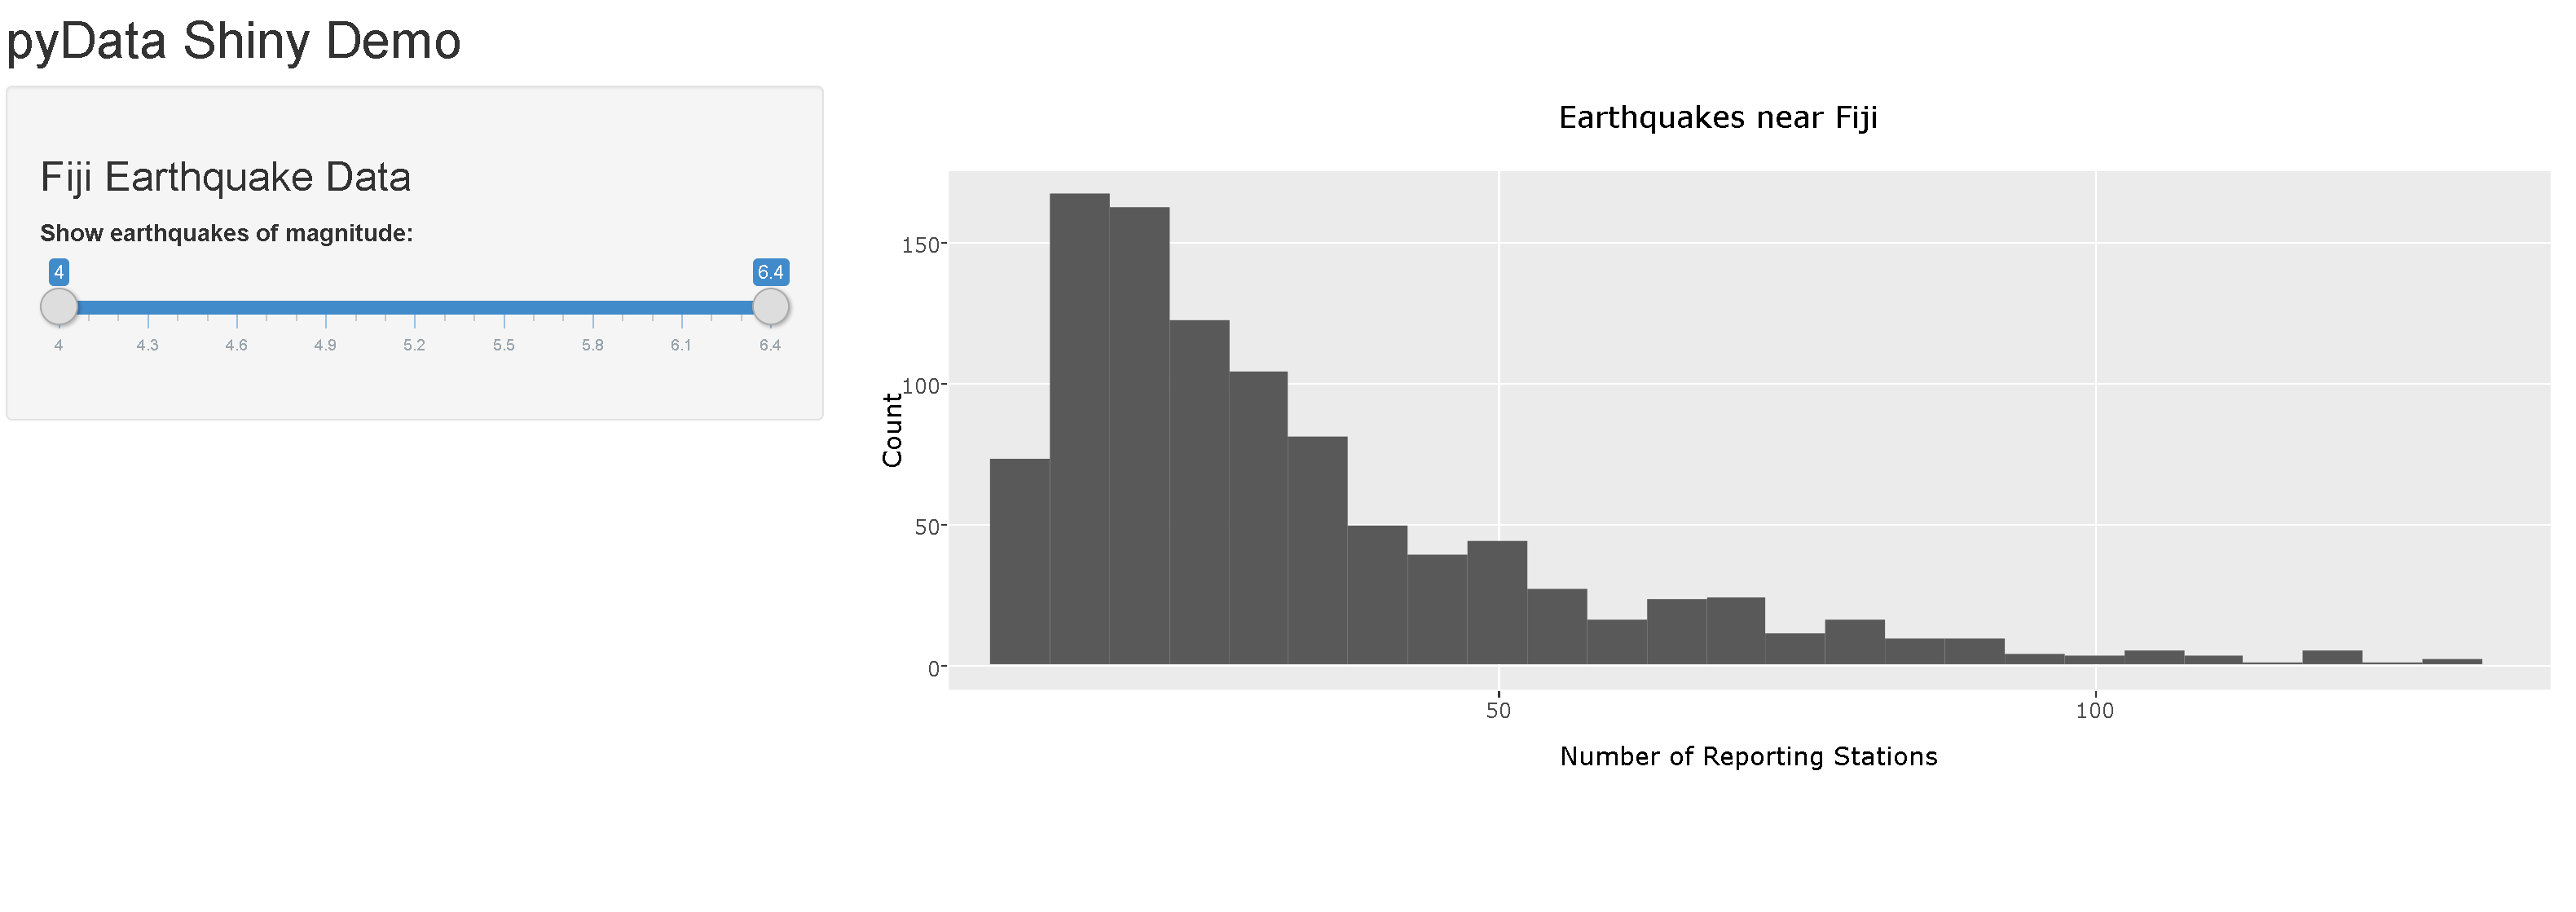 pyData Shiny Demo
Fiji Earthquake Data
Show earthquakes of magnitude:
4 6.4
4 4.3 4.6 4.9 5.2 5.5 5.8 6.1 6.4
Earthquakes near Fiji
150
100
50
0
Count
50 100
Number of Reporting Stations